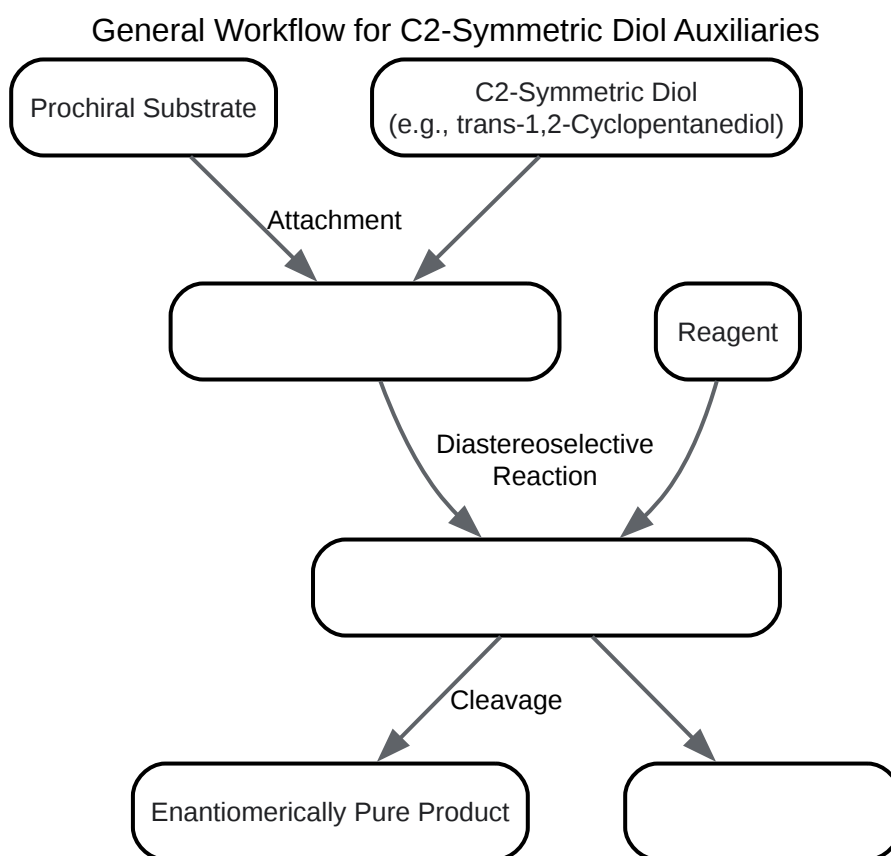 General Workflow for C2-Symmetric Diol Auxiliaries
Prochiral Substrate
C2-Symmetric Diol
(e.g., trans-1,2-Cyclopentanediol)
Attachment
Reagent
Diastereoselective
Reaction
Cleavage
Enantiomerically Pure Product